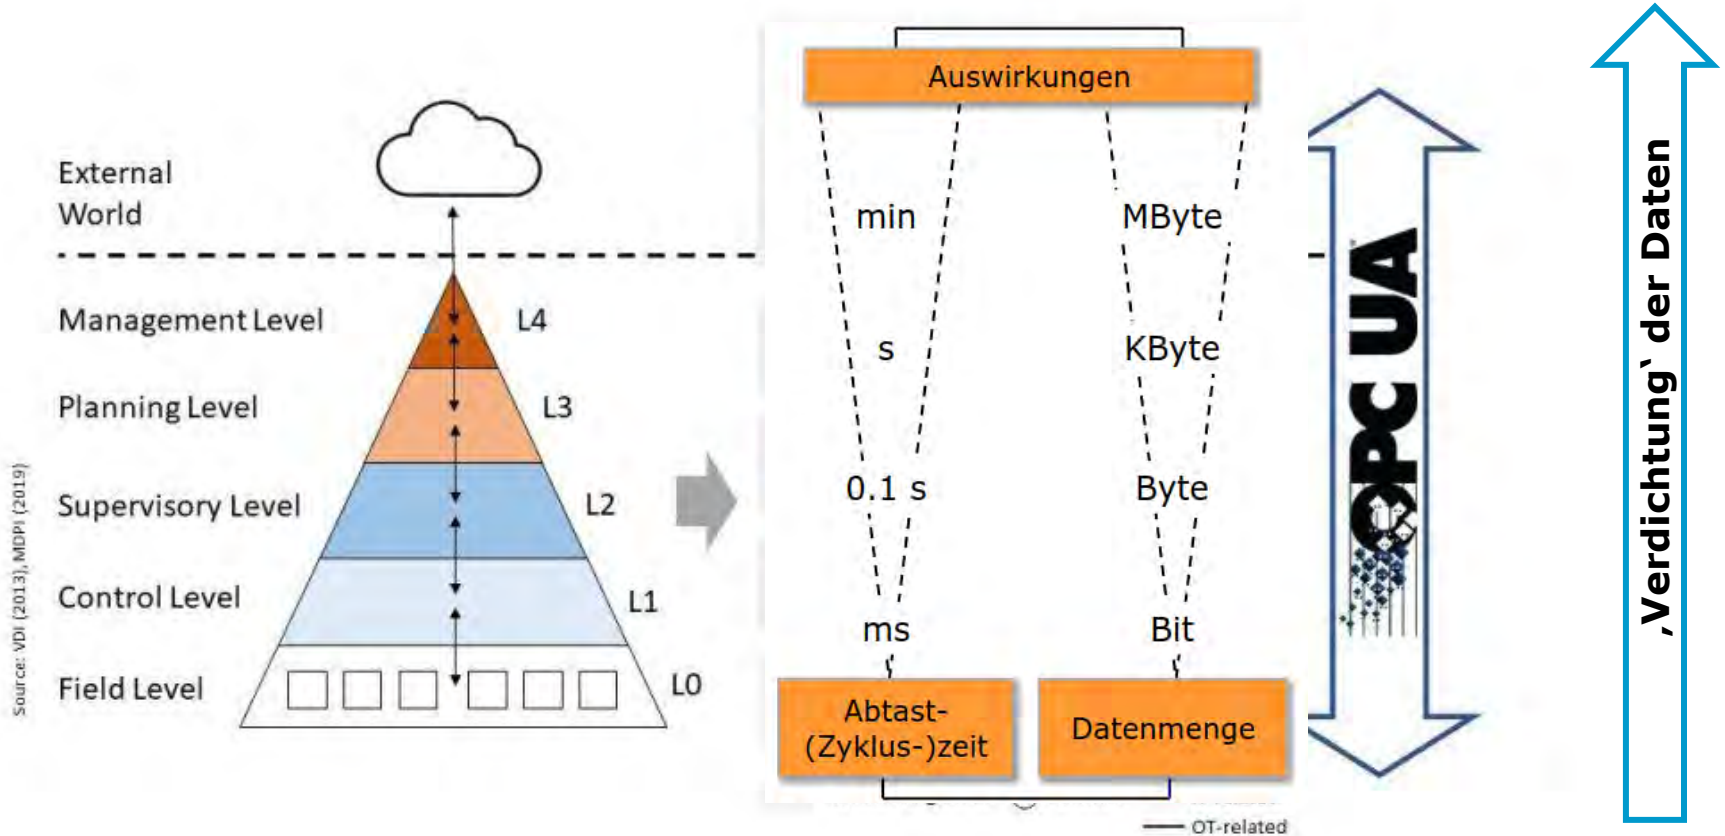 External
World
Management Level
L4
Planning Level
L3
Supervisory Level
L2
Control Level
L1
Field Level
L0
Source: VDI (2013), MDPI (2019)
Auswirkungen
min
MByte
s
KByte
0.1 s
Byte
ms
Bit
Abtast-
(Zyklus-)zeit
Datenmenge
OT-related
OPC UA
‚Verdichtung‘ der Daten